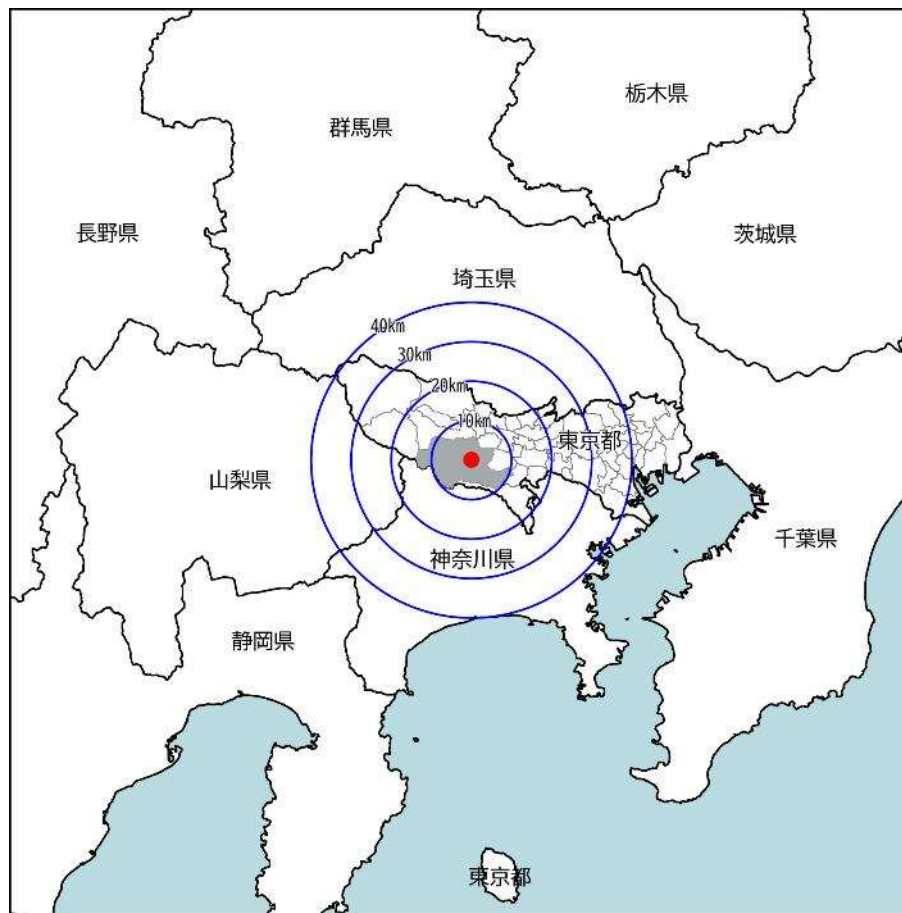 栃木県
群馬県
長野県
茨城県
埼玉県
40km
30km
20km
10km
東京都
山梨県
千葉県
神奈川県
静岡県
東京都